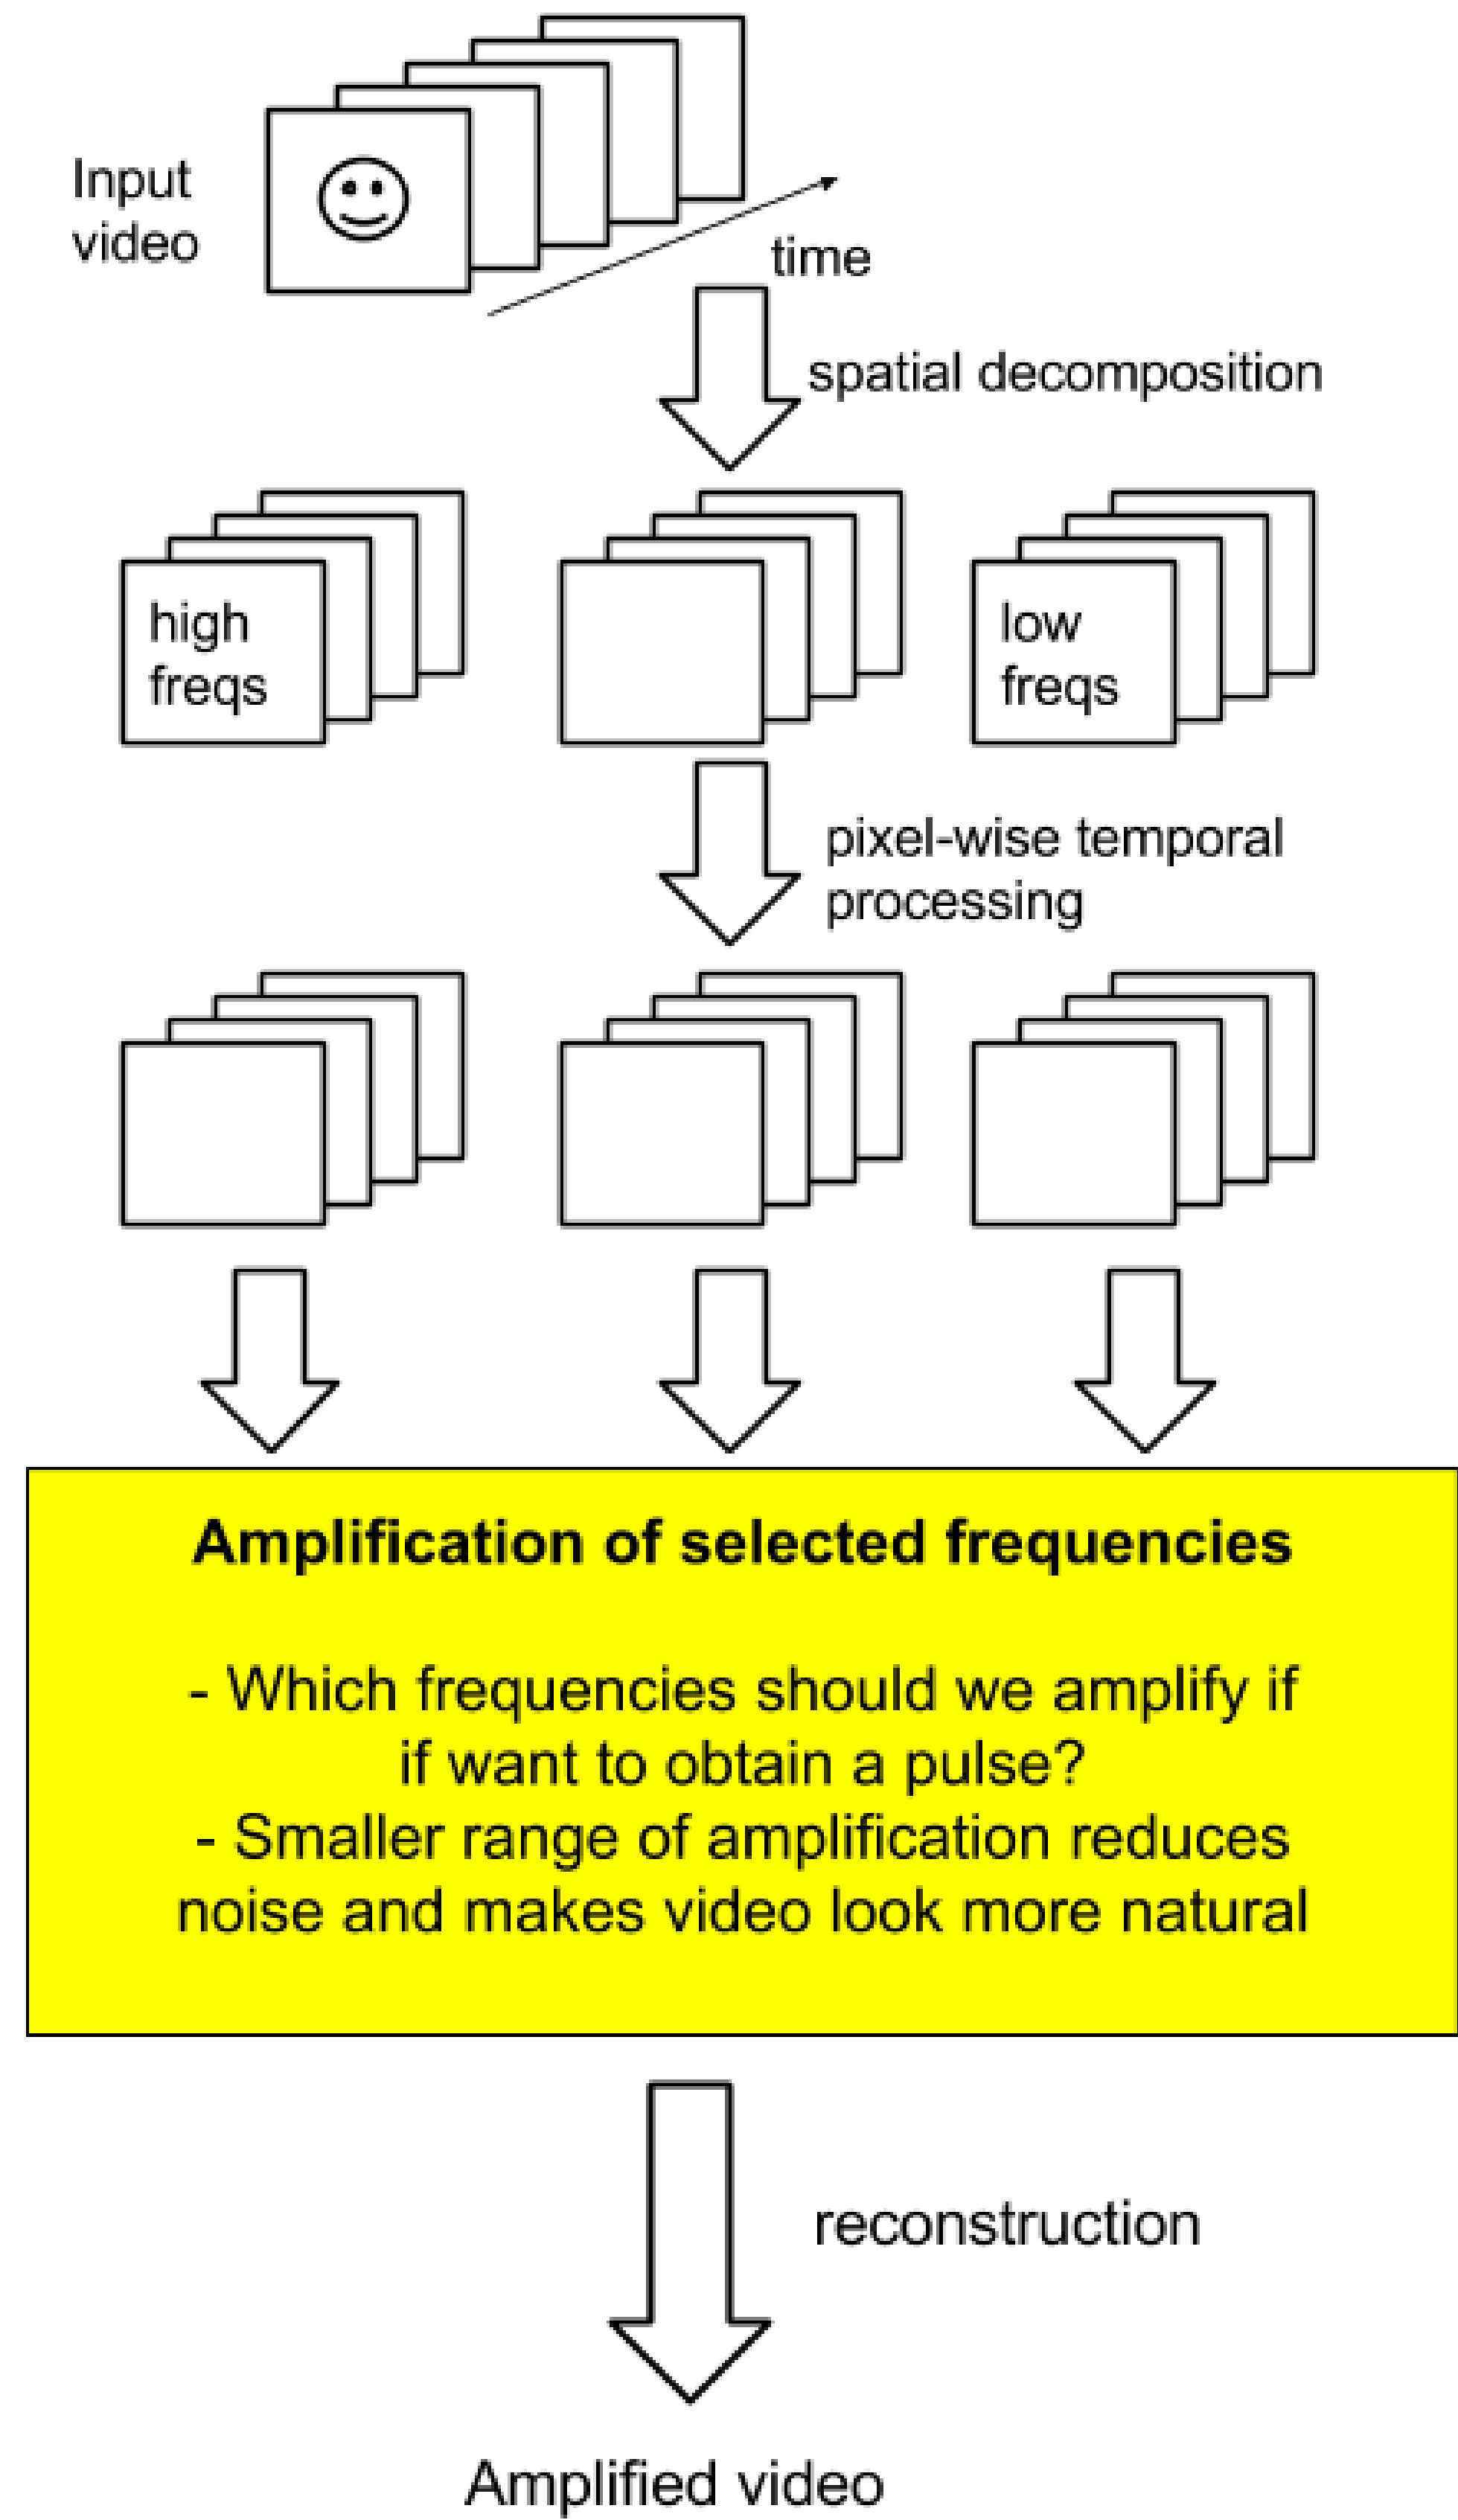 Input
video
time
spatial decomposition
high
freqs
low
freqs
pixel-wise temporal
processing
Amplification of selected frequencies
- Which frequencies should we amplify if
if want to obtain a pulse?
- Smaller range of amplification reduces
noise and makes video look more natural
reconstruction
Amplified video